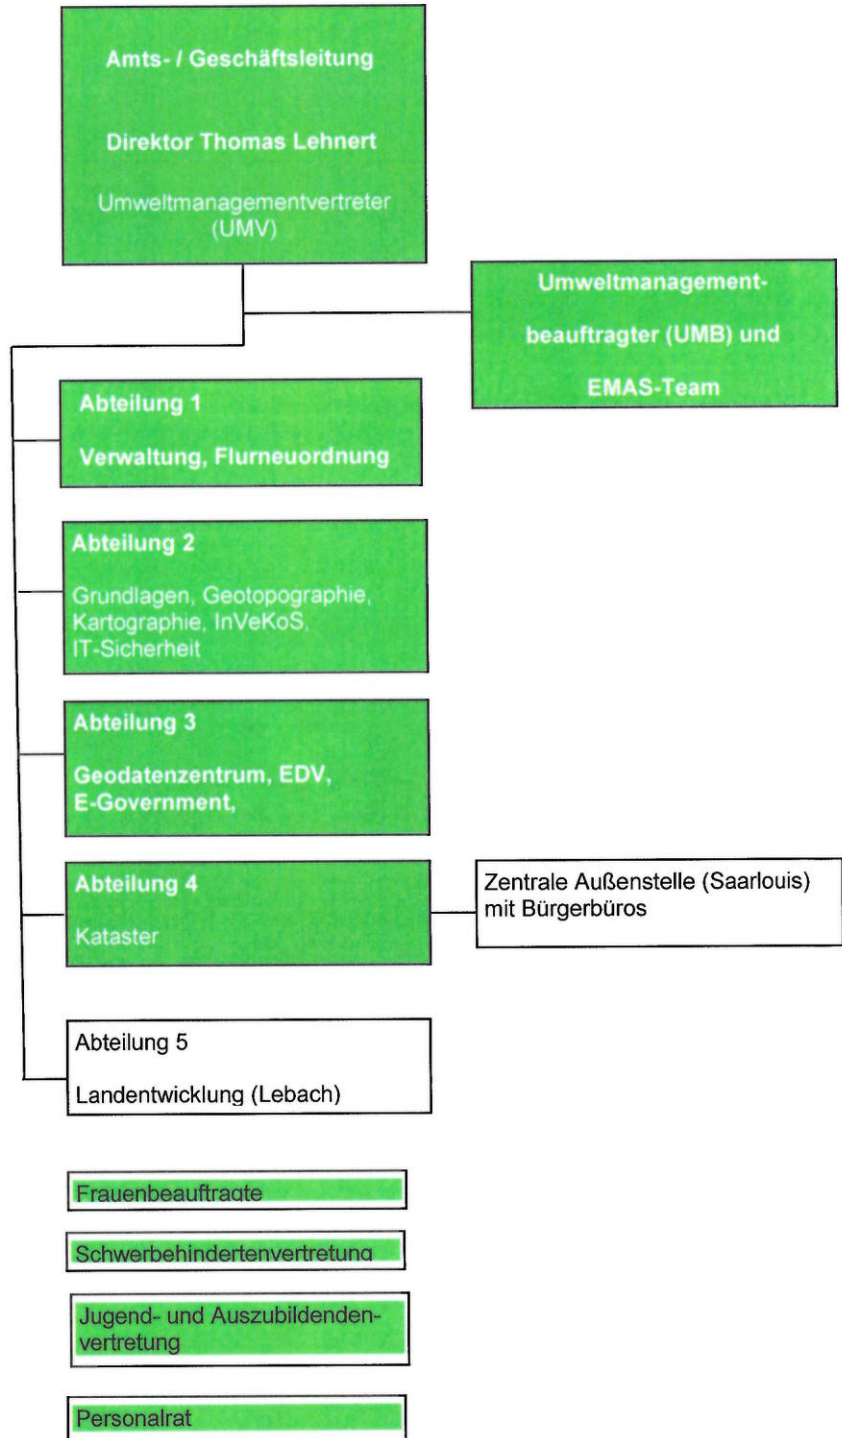 Amts- / Geschäftsleitung
Direktor Thomas Lehnert
Umweltmanagementvertreter
(UMV)
Umweltmanagement-
beauftragter (UMB) und
EMAS-Team
Abteilung 1
Verwaltung, Flurneuordnung
Abteilung 2
Grundlagen, Geotopographie,
Kartographie, InVeKoS,
IT-Sicherheit
Abteilung 3
Geodatenzentrum, EDV,
E-Government,
Abteilung 4
Kataster
Zentrale Außenstelle (Saarlouis)
mit Bürgerbüros
Abteilung 5
Landentwicklung (Lebach)
Frauenbeauftragte
Schwerbehindertenvertretung
Jugend- und Auszubildenden-
vertretung
Personalrat